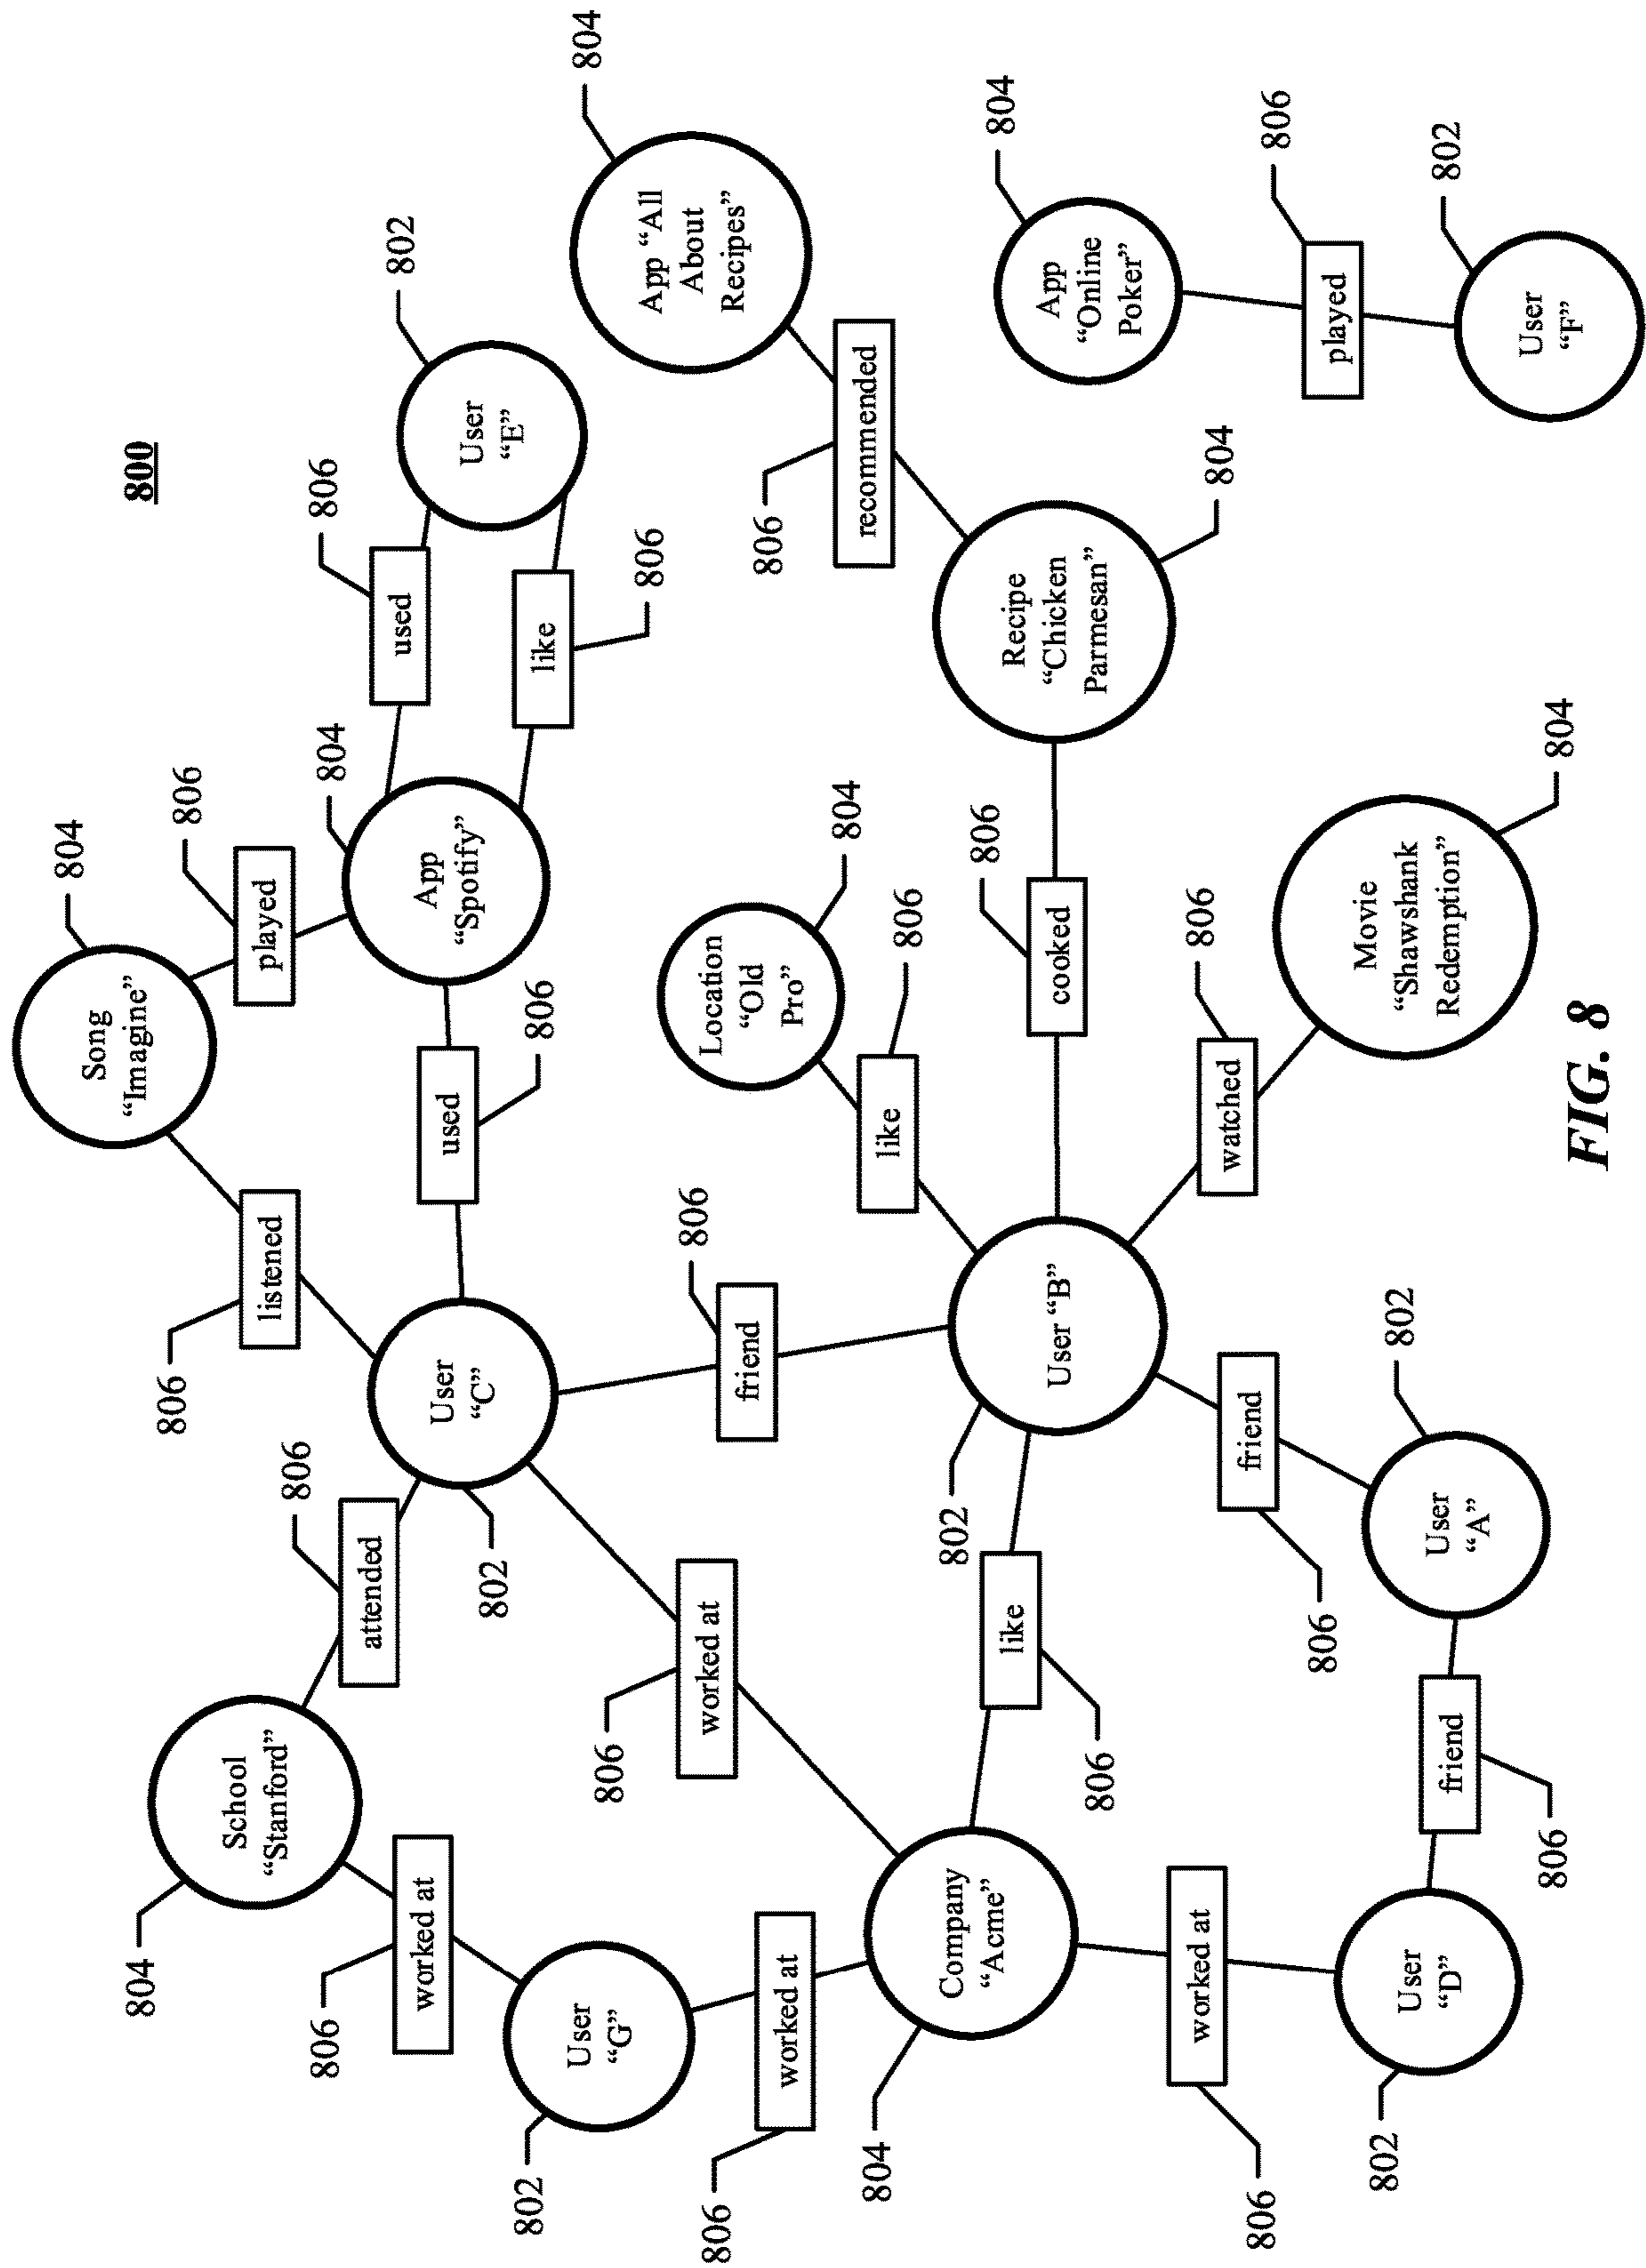 804
800
Song
“Imagine”
804
806
806
School
“Stanford”
listened
played
806
806
806
804
attended
used
802
worked at
used
User
“C”
App
“Spotify”
User
“E”
802
802
806
like
804
User
“G”
806
806
App “All
About
Recipes”
806
worked at
806
friend
Location
“Old
Pro”
806
worked at
804
recommended
804
like
806
802
Company
“Acme”
806
804
like
User “B”
cooked
Recipe
“Chicken
Parmesan”
App
“Online
Poker”
806
worked at
806
804
friend
watched
806
806
806
played
802
802
Movie
“Shawshank
Redemption”
User
“D”
friend
User
“A”
802
User
“F”
806
804
FIG. 8